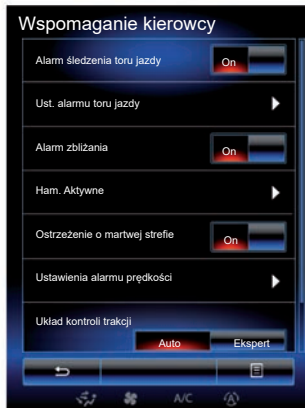 Wspomaganie kierowcy
Alarm śledzenia toru jazdy
On
Ust. alarmu toru jazdy
Alarm zbliżania
On
Ham. Aktywne
Ostrzeżenie o martwej strefie
On
Ustawienia alarmu prędkości
Układ kontroli trakcji
Auto
Ekspert
A/C
A